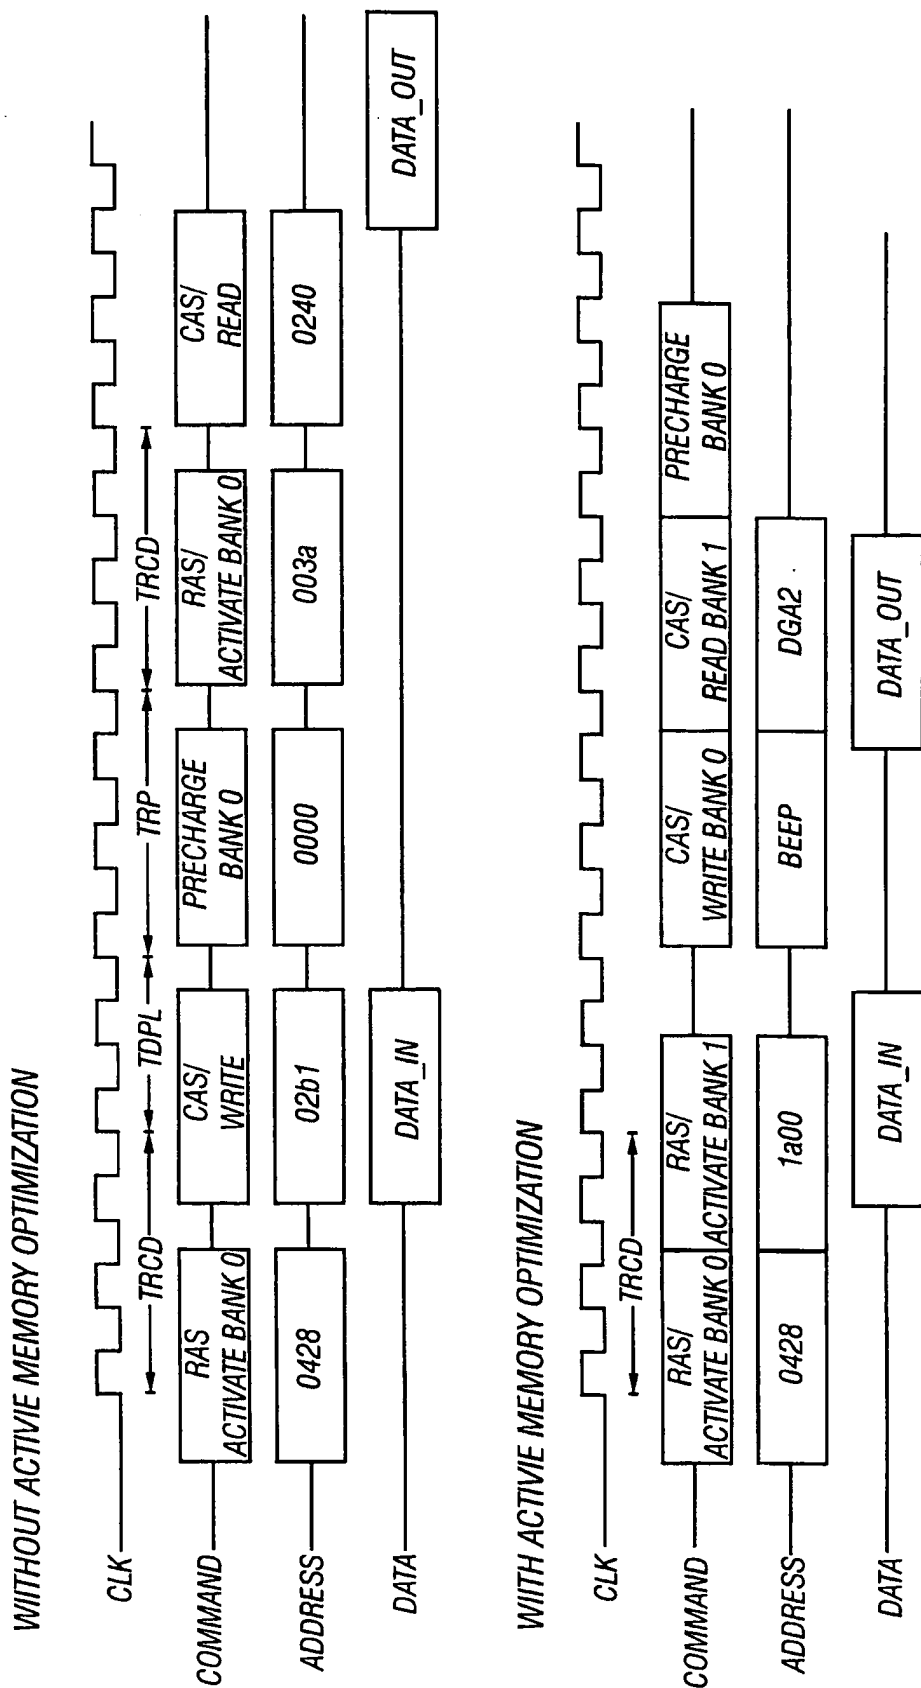 WIITHOUT ACTIVIE MEMORY OPTIMIZATION
CLK
TRCD
TDPL
TRP
TRCD
COMMAND
RAS
ACTIVATE BANK 0
CAS/
WRITE
PRECHARGE
BANK 0
RAS/
ACTIVATE BANK 0
CAS/
READ
ADDRESS
0428
02b1
0000
003a
0240
DATA
DATA_IN
DATA_OUT
WIITH ACTIVIE MEMORY OPTIMIZATION
CLK
TRCD
COMMAND
RAS/
ACTIVATE BANK 0
RAS/
ACTIVATE BANK 1
CAS/
WRITE BANK 0
CAS/
READ BANK 1
PRECHARGE
BANK 0
ADDRESS
0428
1a00
BEEP
DGA2
DATA
DATA_IN
DATA_OUT